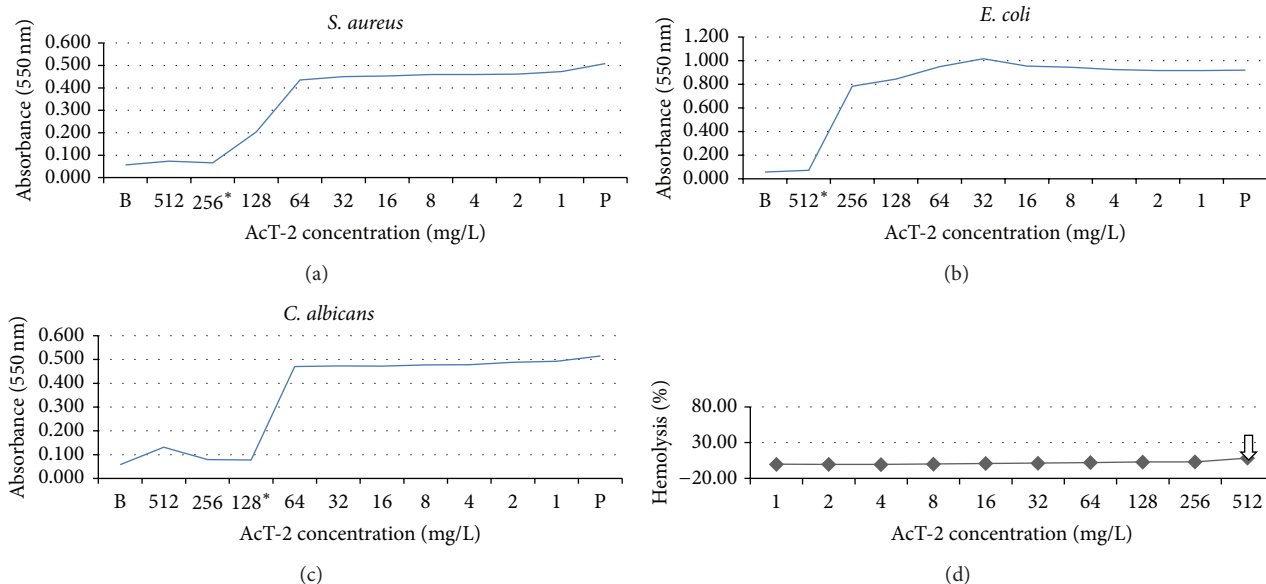 S. aureus
Absorbance (550 nm)
0.600
0.500
0.400
0.300
0.200
0.100
0.000
B 512 256* 128 64 32 16 8 4 2 1 P
AcT-2 concentration (mg/L)
(a)
E. coli
Absorbance (550 nm)
1.200
1.000
0.800
0.600
0.400
0.200
0.000
B 512* 256 128 64 32 16 8 4 2 1 P
AcT-2 concentration (mg/L)
(b)
C. albicans
Absorbance (550 nm)
0.600
0.500
0.400
0.300
0.200
0.100
0.000
B 512 256 128* 64 32 16 8 4 2 1 P
AcT-2 concentration (mg/L)
(c)
Hemolysis (%)
80.00
30.00
−20.00
1 2 4 8 16 32 64 128 256 512
AcT-2 concentration (mg/L)
(d)